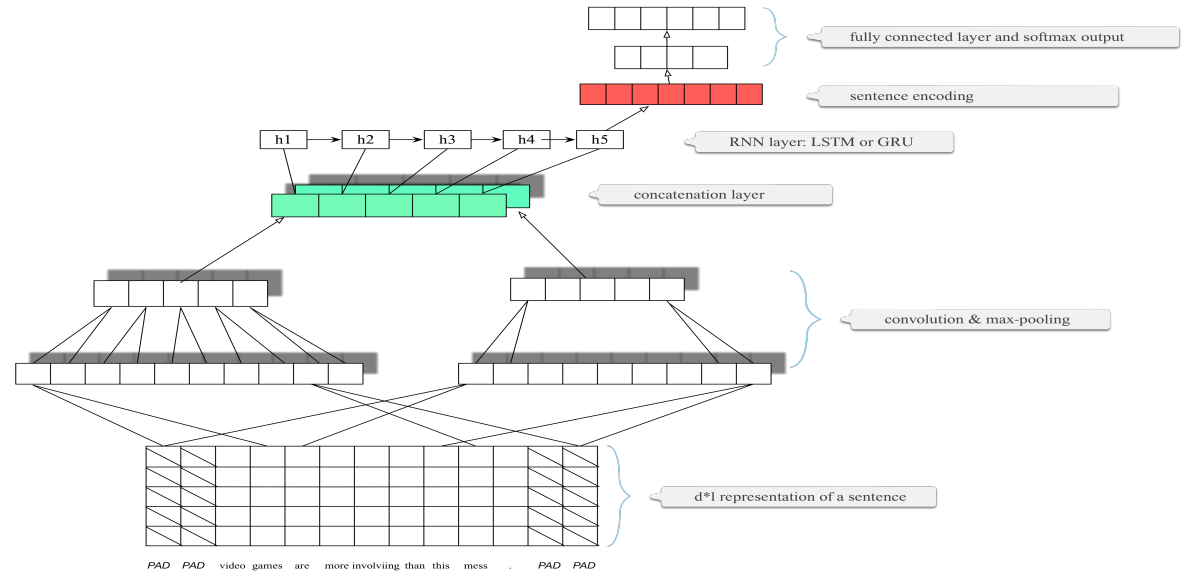 fully connected layer and softmax output
sentence encoding
h1 h2 h3 h4 h5
RNN layer: LSTM or GRU
concatenation layer
convolution & max-pooling
d*l representation of a sentence
PAD PAD video games are more involviing than this mess . PAD PAD